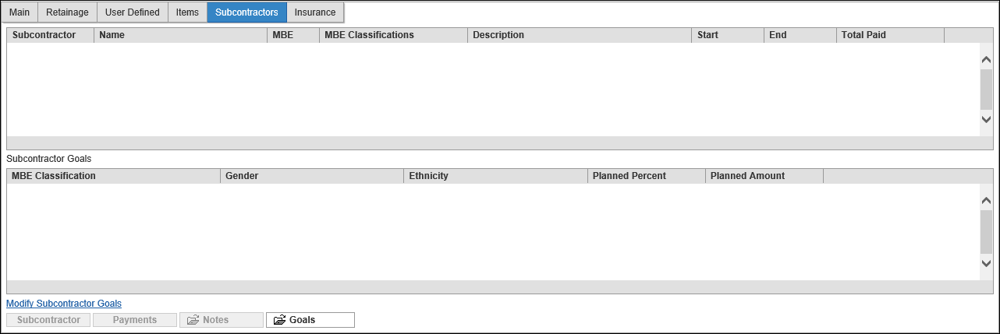 Main Retainage User Defined Items Subcontractors Insurance
Subcontractor Name MBE MBE Classifications Description Start End Total Paid
Subcontractor Goals
MBE Classification Gender Ethnicity Planned Percent Planned Amount
Modify Subcontractor Goals
Subcontractor Payments Notes Goals